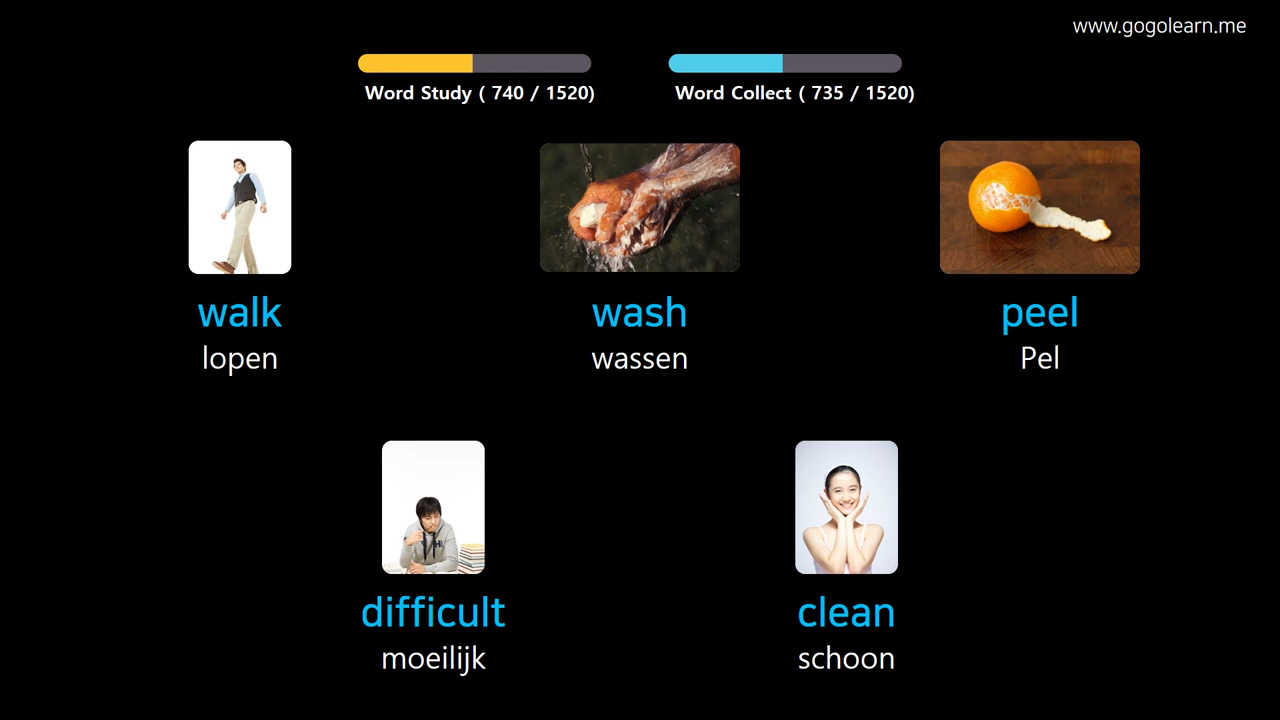 www.gogolearn.me
Word Study ( 740 / 1520)
Word Collect ( 735 / 1520)
walk
lopen
wash
wassen
peel
Pel
difficult
moeilijk
clean
schoon